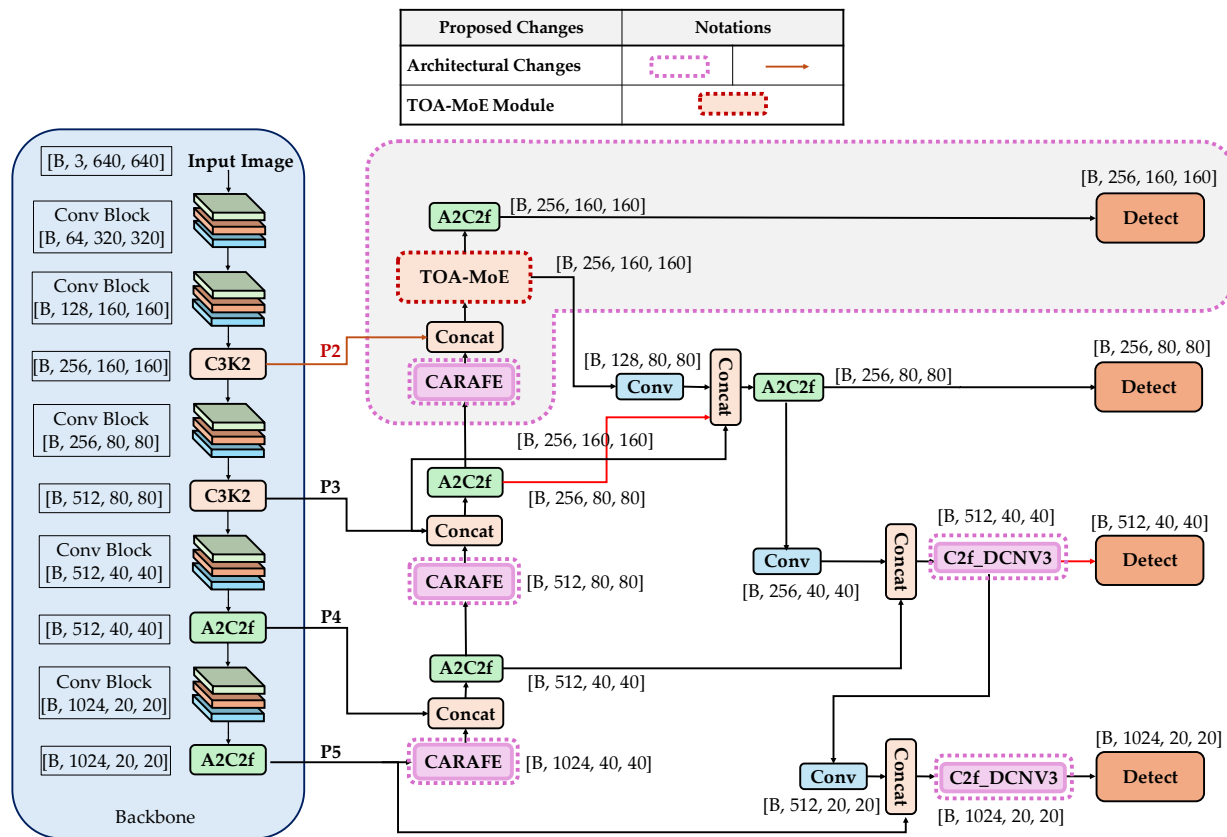 Proposed Changes Notations
Architectural Changes
TOA-MoE Module
[B, 3, 640, 640]
Input Image
Conv Block
[B, 64, 320, 320]
Conv Block
[B, 128, 160, 160]
[B, 256, 160, 160]
C3K2
P2
Conv Block
[B, 256, 80, 80]
[B, 512, 80, 80]
C3K2
P3
Conv Block
[B, 512, 40, 40]
[B, 512, 40, 40]
A2C2f
P4
Conv Block
[B, 1024, 20, 20]
[B, 1024, 20, 20]
A2C2f
P5
Backbone
A2C2f
[B, 256, 160, 160]
[B, 256, 160, 160]
Detect
TOA-MoE
[B, 256, 160, 160]
Concat
CARAFE
[B, 128, 80, 80]
Conv
Concat
A2C2f
[B, 256, 80, 80]
[B, 256, 80, 80]
Detect
[B, 256, 160, 160]
A2C2f
[B, 256, 80, 80]
Concat
CARAFE
[B, 512, 80, 80]
Conv
[B, 256, 40, 40]
Concat
[B, 512, 40, 40]
C2f_DCNV3
[B, 512, 40, 40]
Detect
A2C2f
[B, 512, 40, 40]
Concat
CARAFE
[B, 1024, 40, 40]
Conv
[B, 512, 20, 20]
Concat
C2f_DCNV3
[B, 1024, 20, 20]
[B, 1024, 20, 20]
Detect